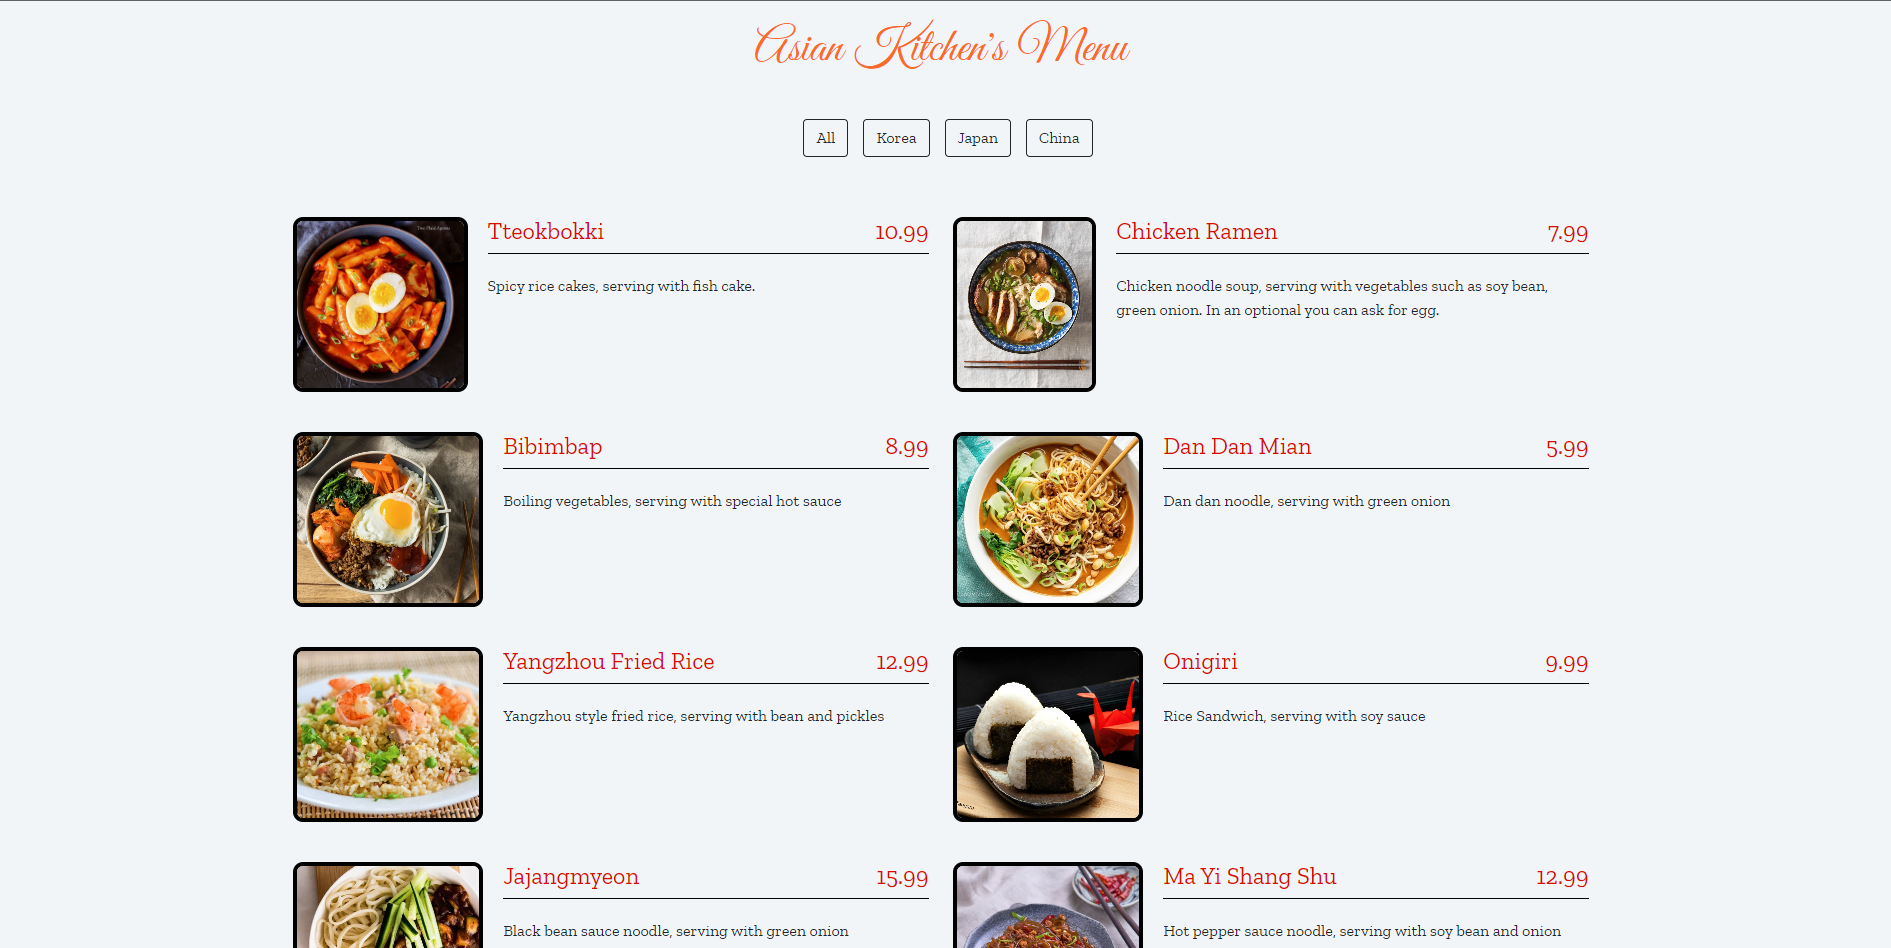 Asian Kitchen's Menu
All
Korea
Japan
China
Tteokbokki 10.99
Spicy rice cakes, serving with fish cake.
Chicken Ramen 7.99
Chicken noodle soup, serving with vegetables such as soy bean,
green onion. In an optional you can ask for egg.
Bibimbap 8.99
Boiling vegetables, serving with special hot sauce
Dan Dan Mian 5.99
Dan dan noodle, serving with green onion
Yangzhou Fried Rice 12.99
Yangzhou style fried rice, serving with bean and pickles
Onigiri 9.99
Rice Sandwich, serving with soy sauce
Jajangmyeon 15.99
Black bean sauce noodle, serving with green onion
Ma Yi Shang Shu 12.99
Hot pepper sauce noodle, serving with soy bean and onion